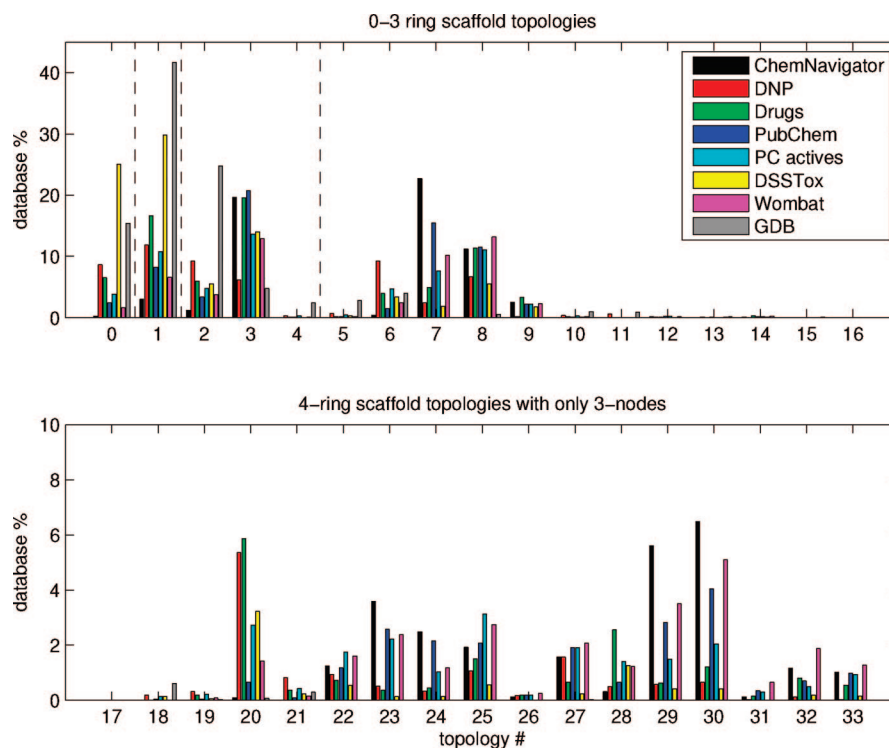 0−3 ring scaffold topologies
database %
40
30
20
10
0
ChemNavigator
DNP
Drugs
PubChem
PC actives
DSSTox
Wombat
GDB
0 1 2 3 4 5 6 7 8 9 10 11 12 13 14 15 16
4−ring scaffold topologies with only 3−nodes
database %
10
8
6
4
2
0
17 18 19 20 21 22 23 24 25 26 27 28 29 30 31 32 33
topology #